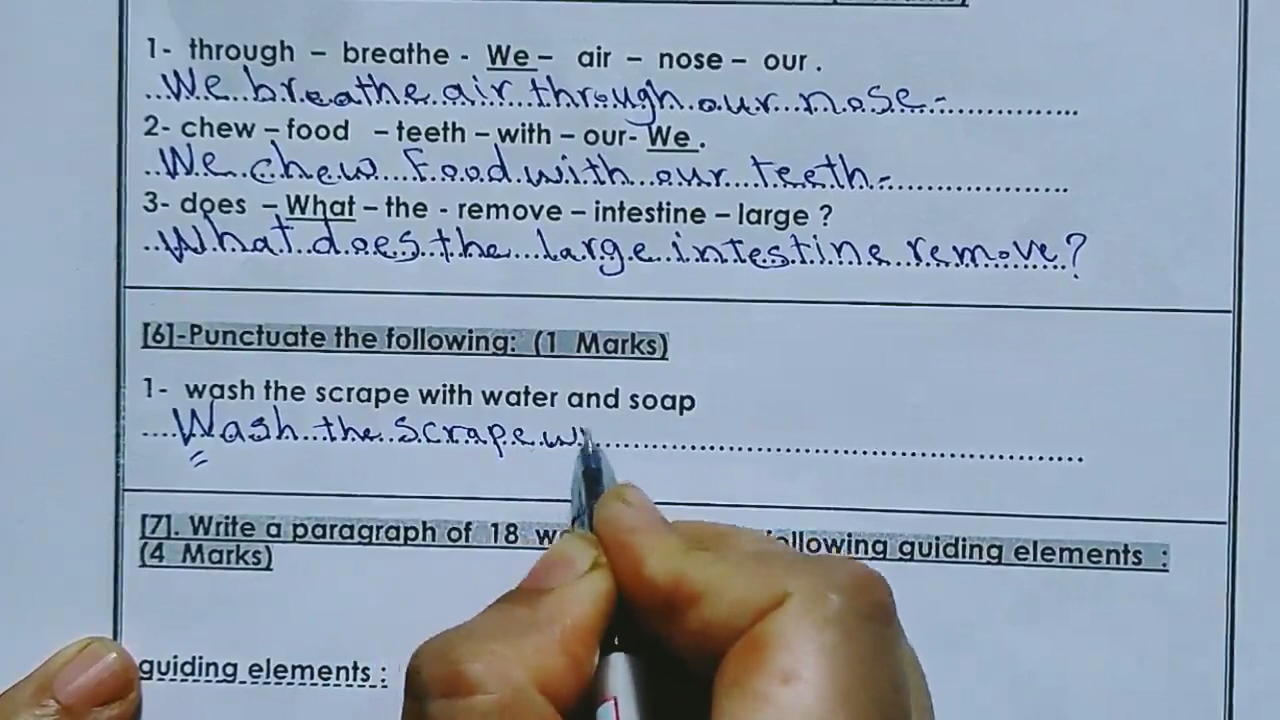 1- through – breathe - We – air – nose – our .
We breathe air through our nose.
2- chew – food – teeth – with – our- We .
We chew Food with our teeth.
3- does – What – the - remove – intestine – large ?
What does the large intestine remove?
[6]-Punctuate the following: (1 Marks)
1- wash the scrape with water and soap
Wash the scrape
[7]. Write a paragraph of 18 following guiding elements :
(4 Marks)
guiding elements :